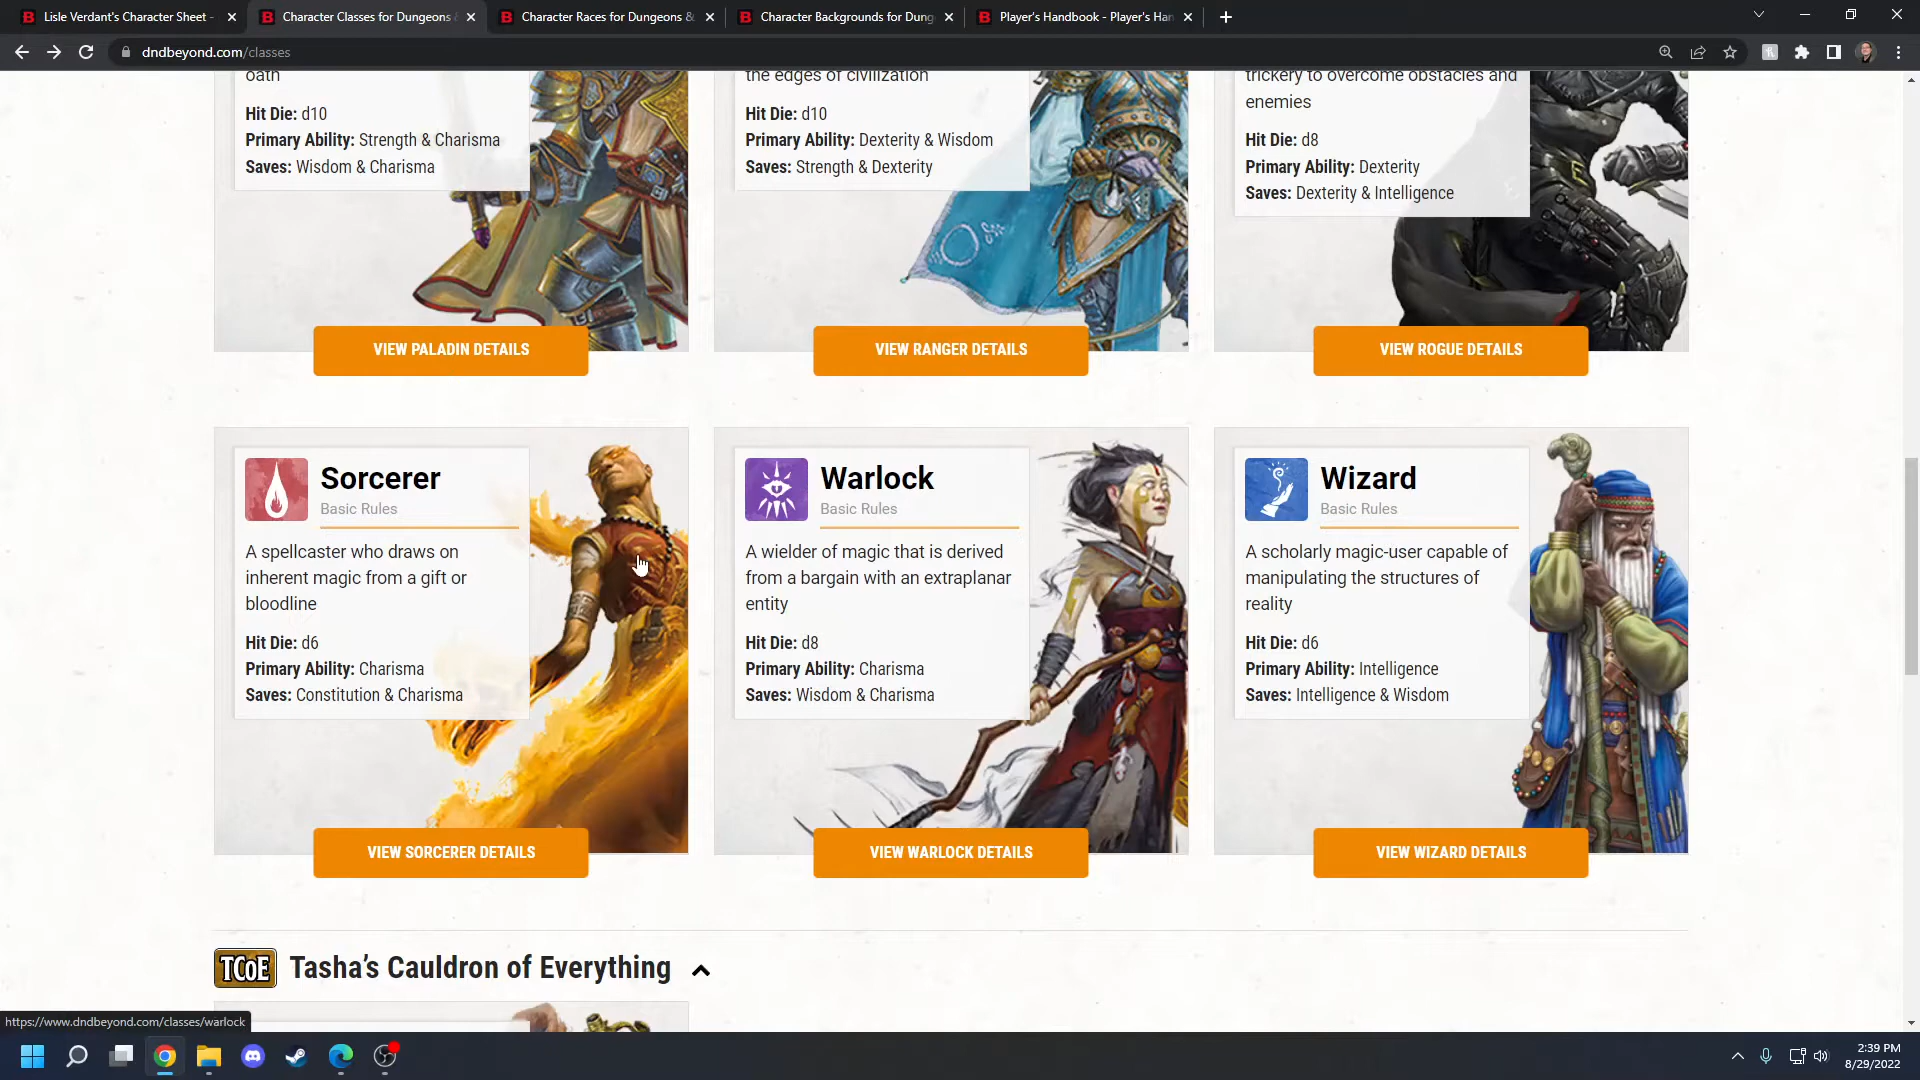 Lisle Verdant's Character Sheet -
Character Classes for Dungeons &
Character Races for Dungeons &
Character Backgrounds for Dung
Player's Handbook - Player's Han
dndbeyond.com/classes
oath
Hit Die: d10
Primary Ability: Strength & Charisma
Saves: Wisdom & Charisma
VIEW PALADIN DETAILS
the edges of civilization
Hit Die: d10
Primary Ability: Dexterity & Wisdom
Saves: Strength & Dexterity
VIEW RANGER DETAILS
trickery to overcome obstacles and
enemies
Hit Die: d8
Primary Ability: Dexterity
Saves: Dexterity & Intelligence
VIEW ROGUE DETAILS
Sorcerer
Basic Rules
A spellcaster who draws on
inherent magic from a gift or
bloodline
Hit Die: d6
Primary Ability: Charisma
Saves: Constitution & Charisma
VIEW SORCERER DETAILS
Warlock
Basic Rules
A wielder of magic that is derived
from a bargain with an extraplanar
entity
Hit Die: d8
Primary Ability: Charisma
Saves: Wisdom & Charisma
VIEW WARLOCK DETAILS
Wizard
Basic Rules
A scholarly magic-user capable of
manipulating the structures of
reality
Hit Die: d6
Primary Ability: Intelligence
Saves: Intelligence & Wisdom
VIEW WIZARD DETAILS
TCoE
Tasha's Cauldron of Everything
https://www.dndbeyond.com/classes/warlock
2:39 PM
8/29/2022